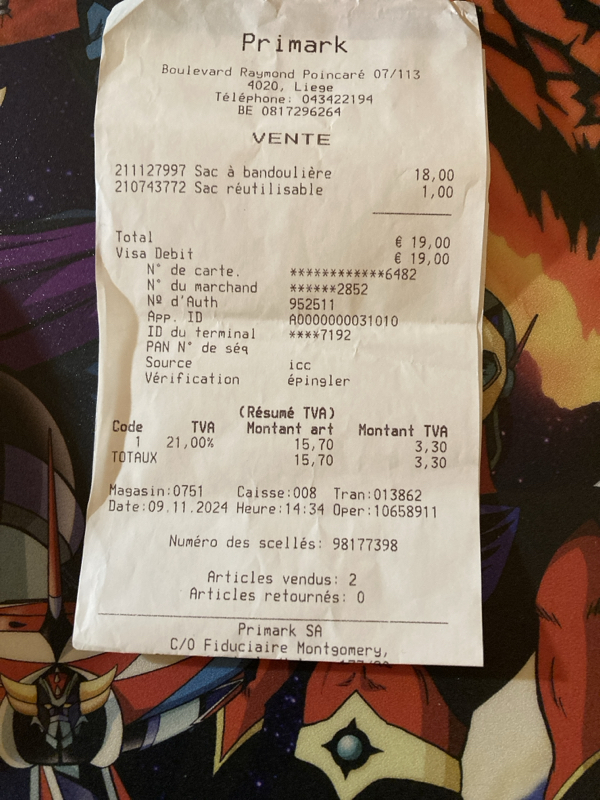 Primark
Boulevard Raymond Poincaré 07/113
4020, Liege
Téléphone: 043422194
BE 0817296264
VENTE
211127997 Sac à bandoulière 18,00
210743772 Sac réutilisable 1,00
Total € 19,00
Visa Debit € 19,00
N° de carte. ************6482
N° du marchand ******2852
Nº d'Auth 952511
App. ID A0000000031010
ID du terminal ****7192
PAN N° de séq
Source icc
Vérification épingler
(Résumé TVA)
Code TVA Montant art Montant TVA
1 21,00% 15,70 3,30
TOTAUX 15,70 3,30
Magasin:0751 Caisse:008 Tran:013862
Date:09.11.2024 Heure:14:34 Oper:10658911
Numéro des scellés: 98177398
Articles vendus: 2
Articles retournés: 0
Primark SA
C/O Fiduciaire Montgomery,